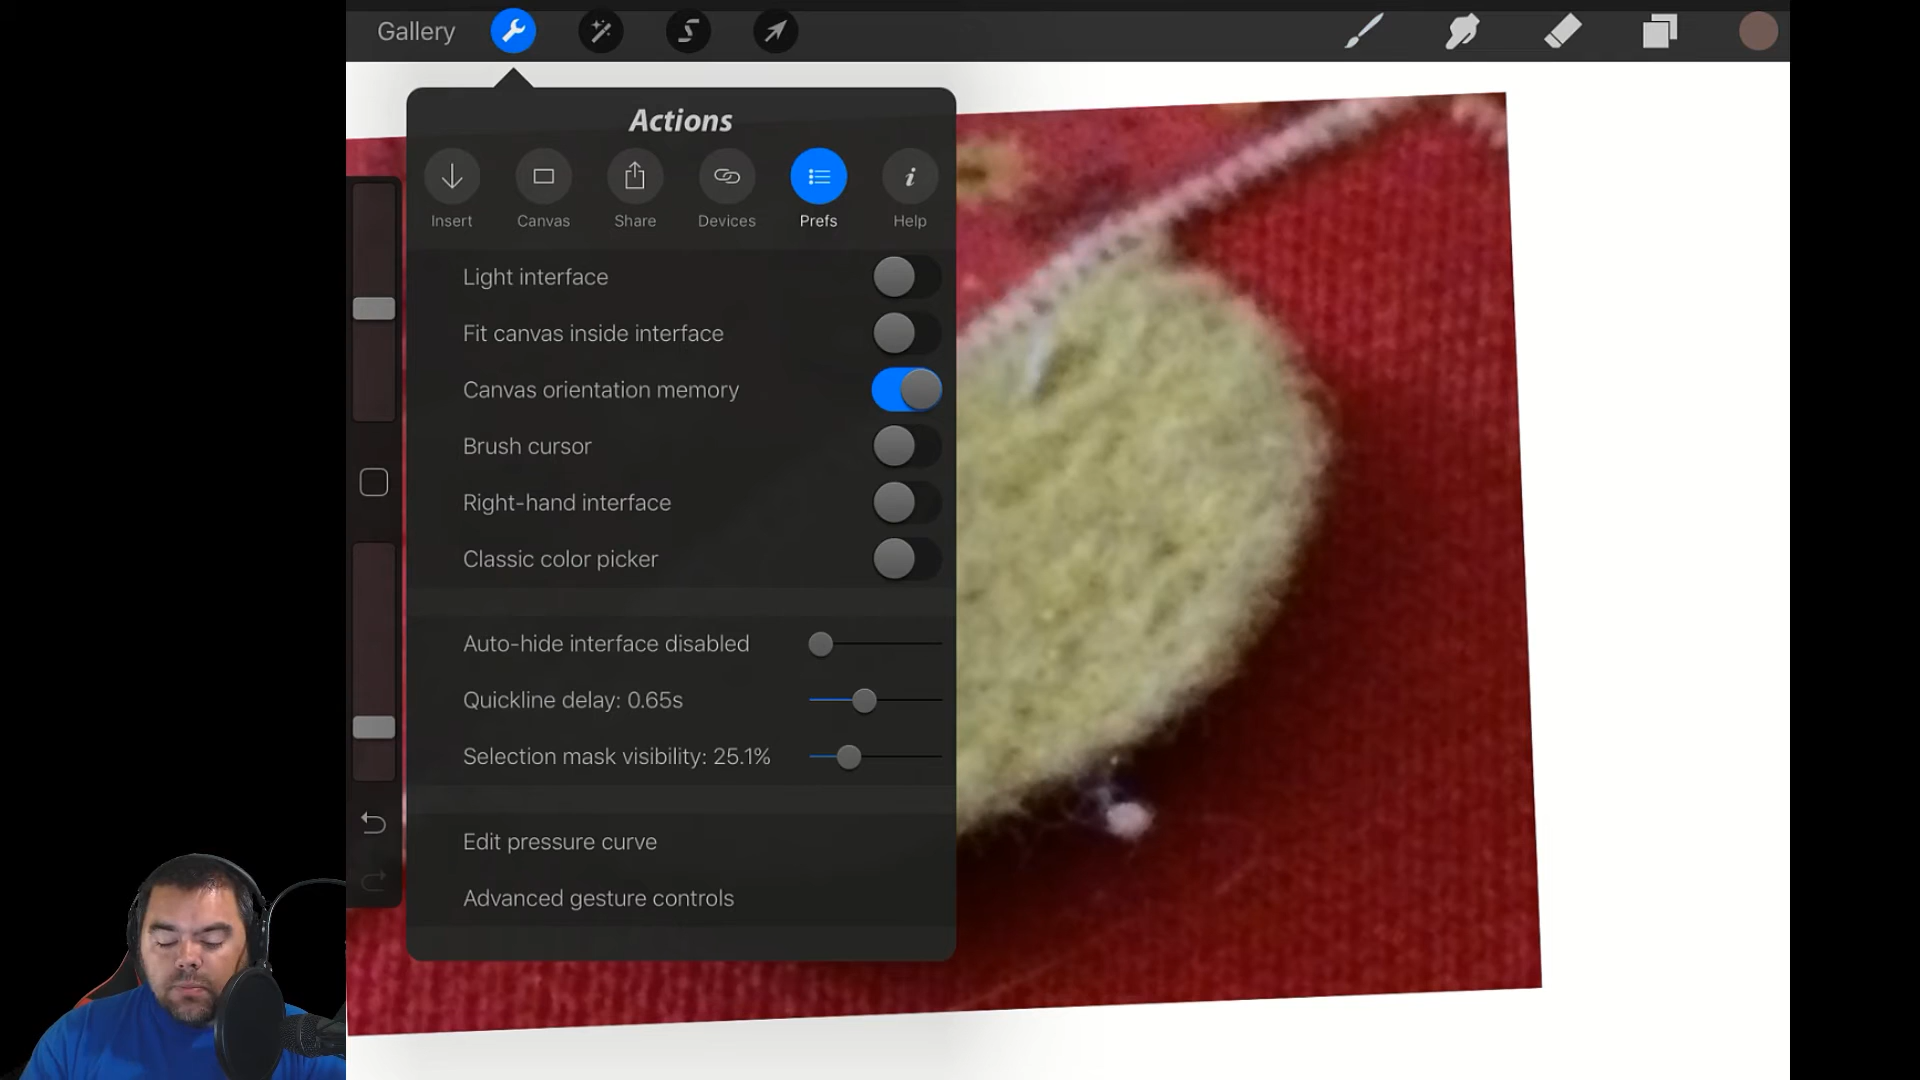 Gallery
Actions
Insert
Canvas
Share
Devices
Prefs
Help
Light interface
Fit canvas inside interface
Canvas orientation memory
Brush cursor
Right-hand interface
Classic color picker
Auto-hide interface disabled
Quickline delay: 0.65s
Selection mask visibility: 25.1%
Edit pressure curve
Advanced gesture controls